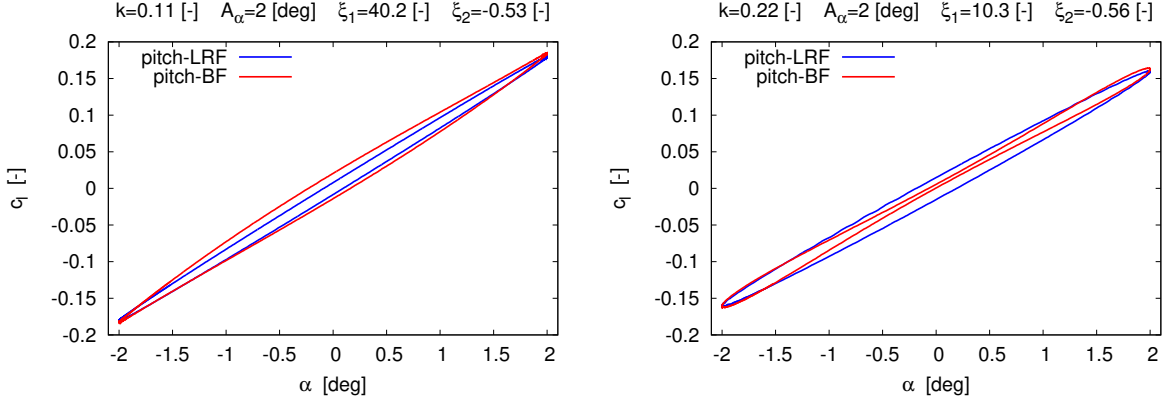 k=0.11 [-] Aα=2 [deg] ξ1=40.2 [-] ξ2=-0.53 [-]
pitch-LRF
pitch-BF
0.2
0.15
0.1
0.05
0
-0.05
-0.1
-0.15
-0.2
cl [-]
-2 -1.5 -1 -0.5 0 0.5 1 1.5 2
α [deg]
k=0.22 [-] Aα=2 [deg] ξ1=10.3 [-] ξ2=-0.56 [-]
pitch-LRF
pitch-BF
0.2
0.15
0.1
0.05
0
-0.05
-0.1
-0.15
-0.2
cl [-]
-2 -1.5 -1 -0.5 0 0.5 1 1.5 2
α [deg]